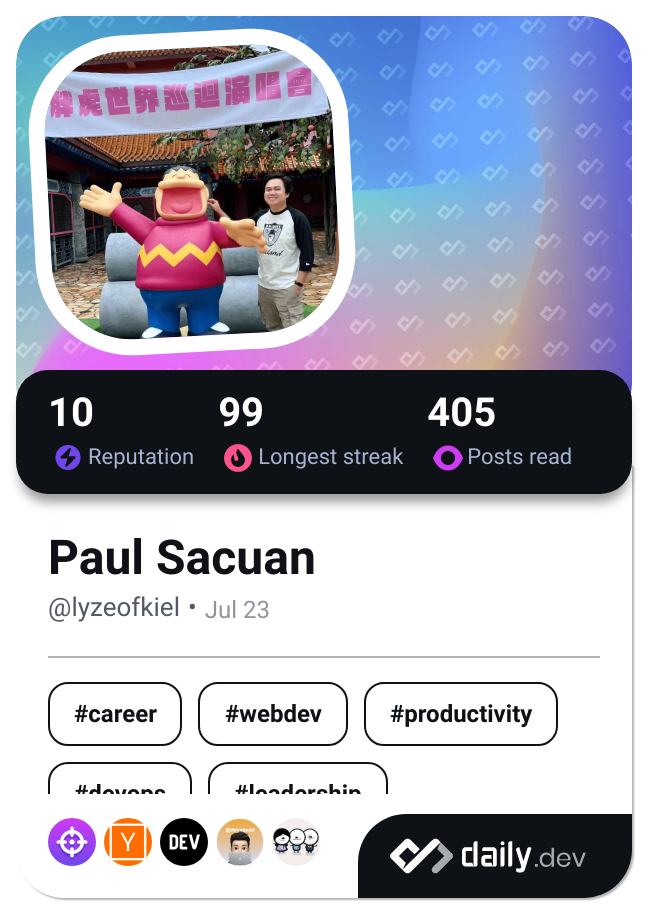 胖虎世界巡迴演唱會
10
99
405
Reputation
Longest streak
Posts read
Paul Sacuan
@lyzeofkiel • Jul 23
#career
#webdev
#productivity
#devops
#leadership
Y
DEV
daily.dev